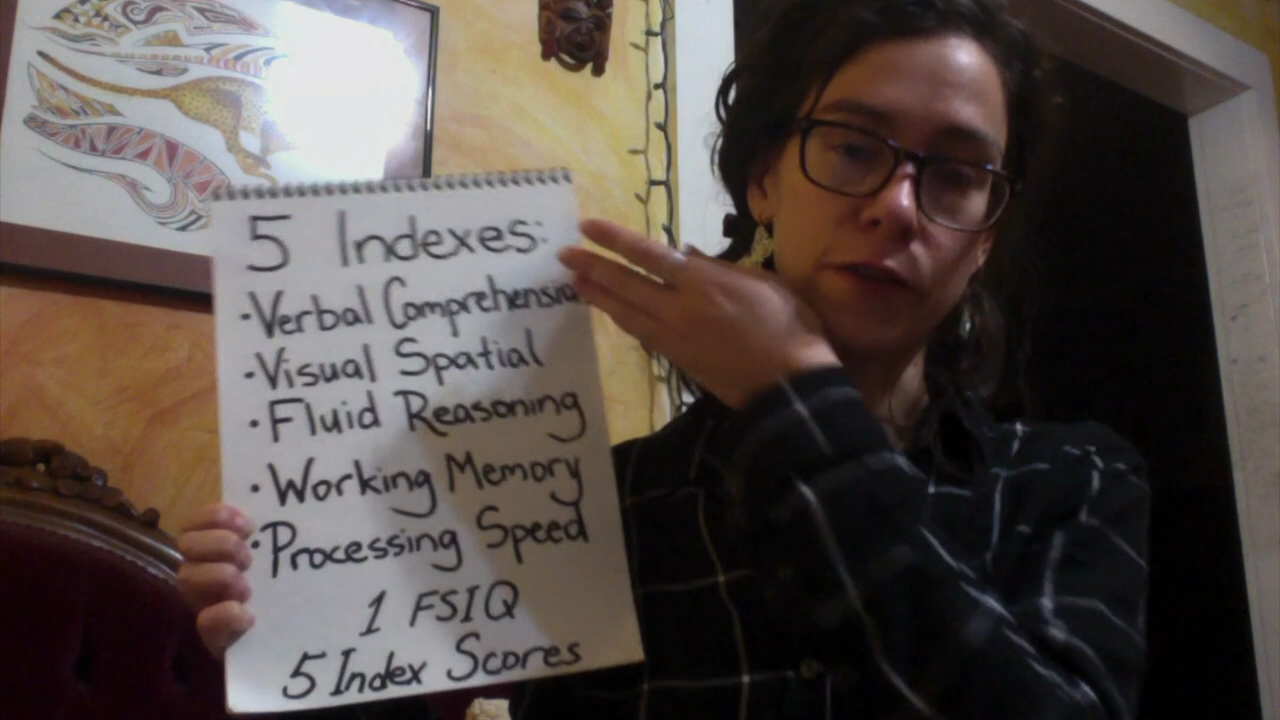 5 Indexes:
·Verbal Comprehension
·Visual Spatial
·Fluid Reasoning
·Working Memory
·Processing Speed
1 FSIQ
5 Index Scores